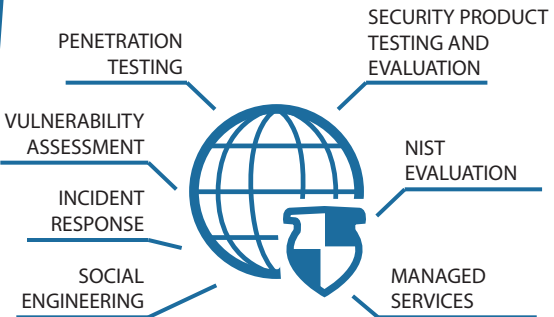 PENETRATION
TESTING
VULNERABILITY
ASSESSMENT
INCIDENT
RESPONSE
SOCIAL
ENGINEERING
SECURITY PRODUCT
TESTING AND
EVALUATION
NIST
EVALUATION
MANAGED
SERVICES